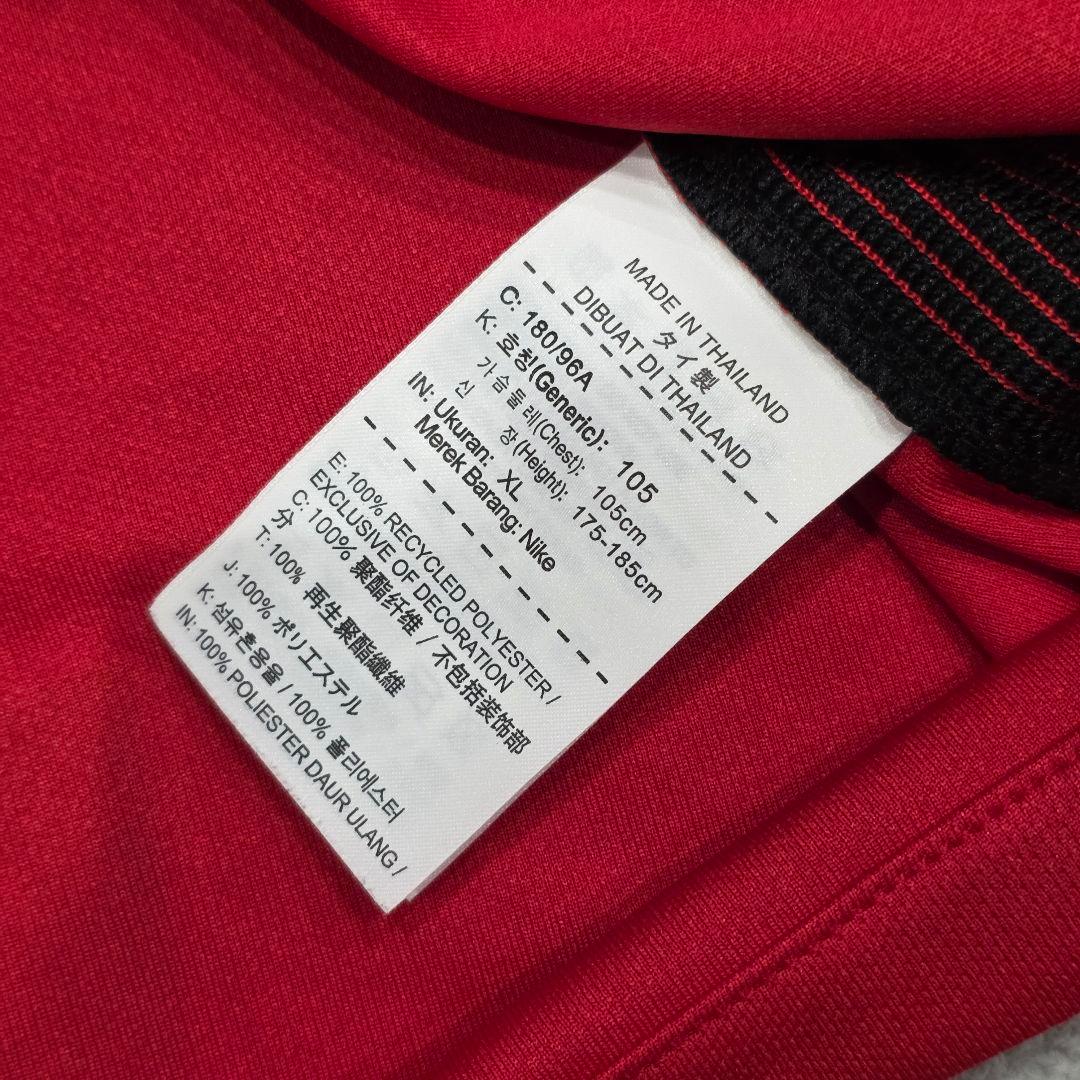 MADE IN THAILAND
タイ製
DIBUAT DI THAILAND
C: 180/96A
K: 호칭(Generic): 105
가슴둘레(Chest): 105cm
신 장(Height): 175-185cm
IN: Ukuran: XL
Merek Barang: Nike
E: 100% RECYCLED POLYESTER /
EXCLUSIVE OF DECORATION
C: 100% 聚酯纤维 / 不包括装饰部
分
T: 100% 再生聚酯纖維
J: 100% ポリエステル
K: 섬유혼용율 / 100% 폴리에스터
IN: 100% POLIESTER DAUR ULANG /